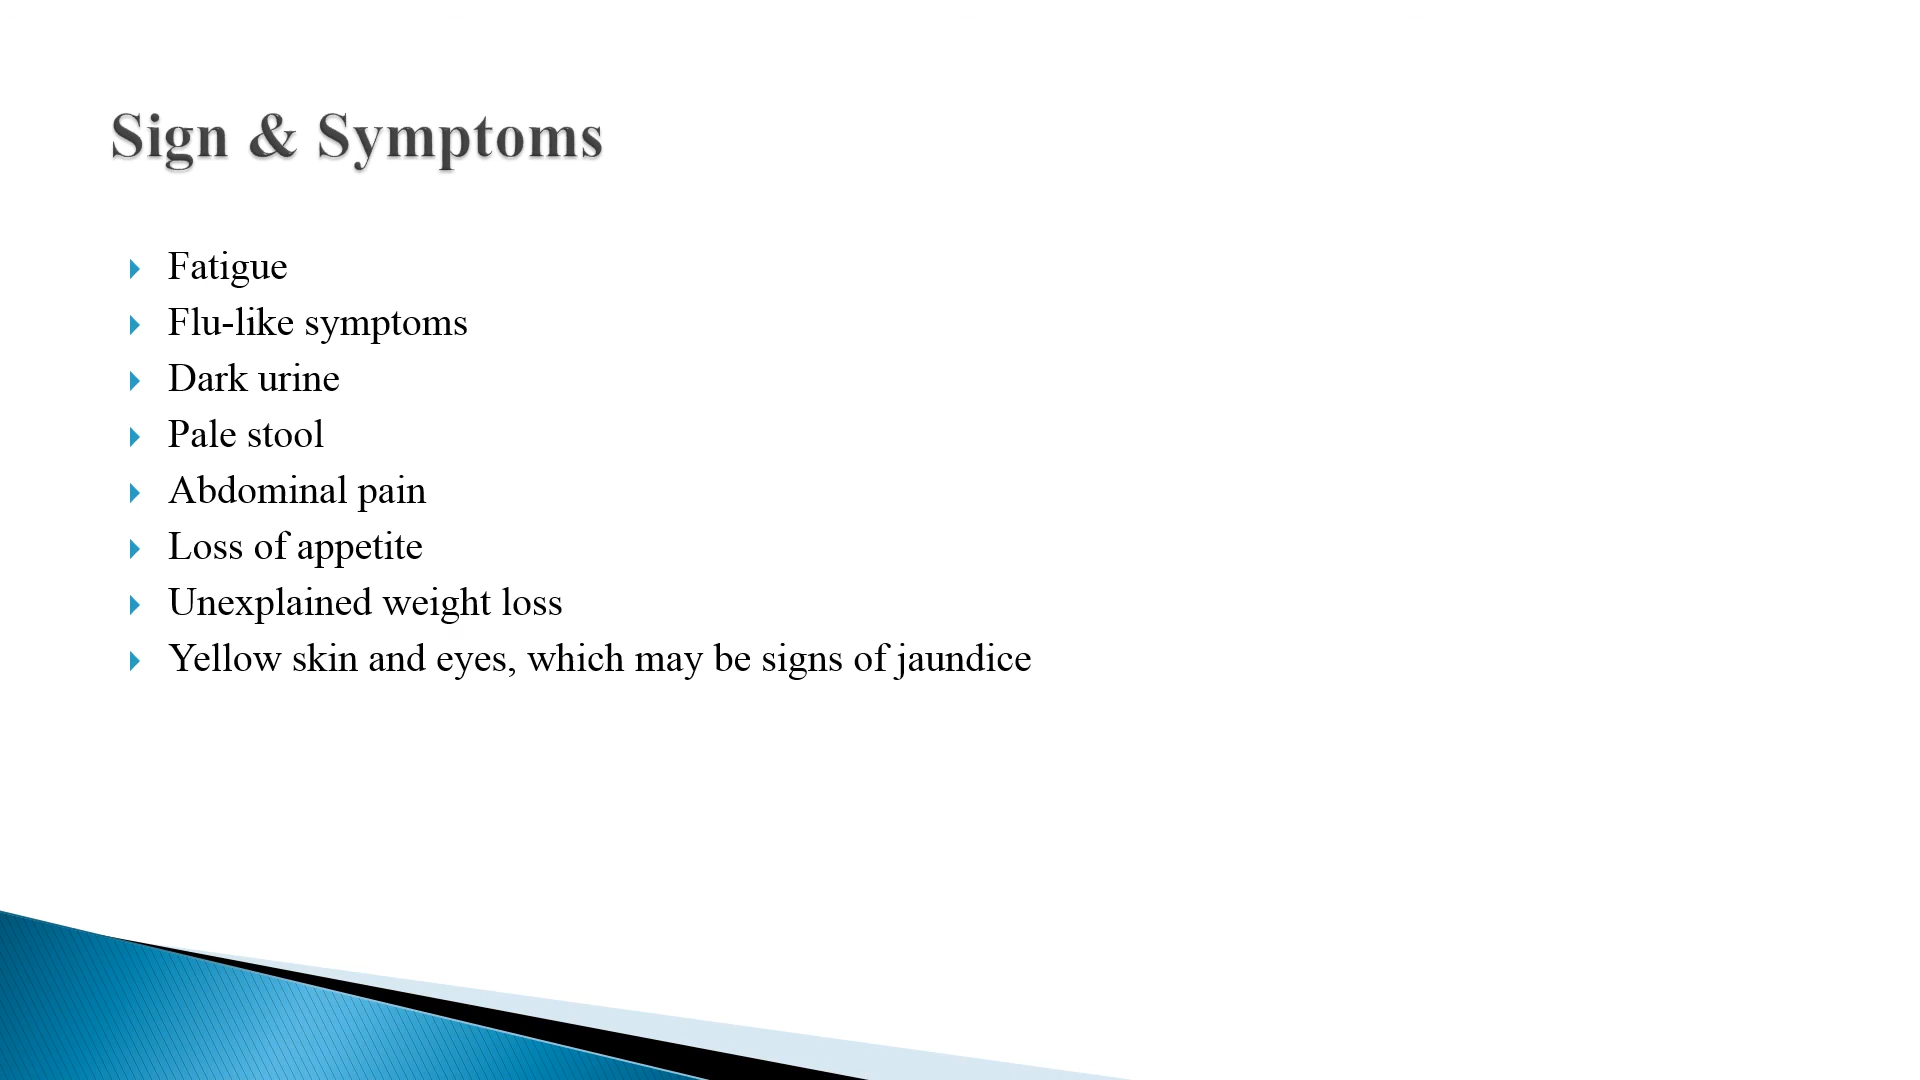 Sign & Symptoms
Fatigue
Flu-like symptoms
Dark urine
Pale stool
Abdominal pain
Loss of appetite
Unexplained weight loss
Yellow skin and eyes, which may be signs of jaundice